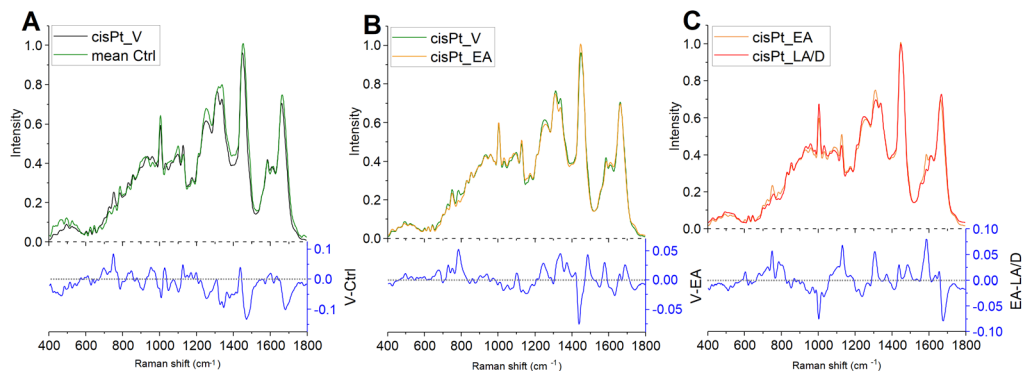 A
cisPt_V
mean Ctrl
Intensity
1.0
0.8
0.6
0.4
0.2
0.0
0.1
0.0
-0.1
V-Ctrl
400 600 800 1000 1200 1400 1600 1800
Raman shift (cm⁻¹)
B
cisPt_V
cisPt_EA
Intensity
1.0
0.8
0.6
0.4
0.2
0.0
0.05
0.00
-0.05
V-EA
400 600 800 1000 1200 1400 1600 1800
Raman shift (cm ⁻¹)
C
cisPt_EA
cisPt_LA/D
Intensity
1.0
0.8
0.6
0.4
0.2
0.0
0.10
0.05
0.00
-0.05
-0.10
EA-LA/D
400 600 800 1000 1200 1400 1600 1800
Raman shift (cm ⁻¹)